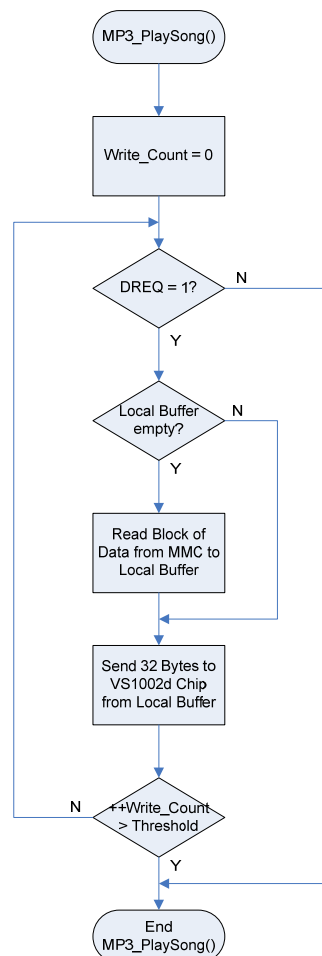 MP3_PlaySong()
Write_Count = 0
DREQ = 1?
N
Y
Local Buffer
empty?
N
Y
Read Block of
Data from MMC to
Local Buffer
Send 32 Bytes to
VS1002d Chip
from Local Buffer
N
++Write_Count
> Threshold
Y
End
MP3_PlaySong()